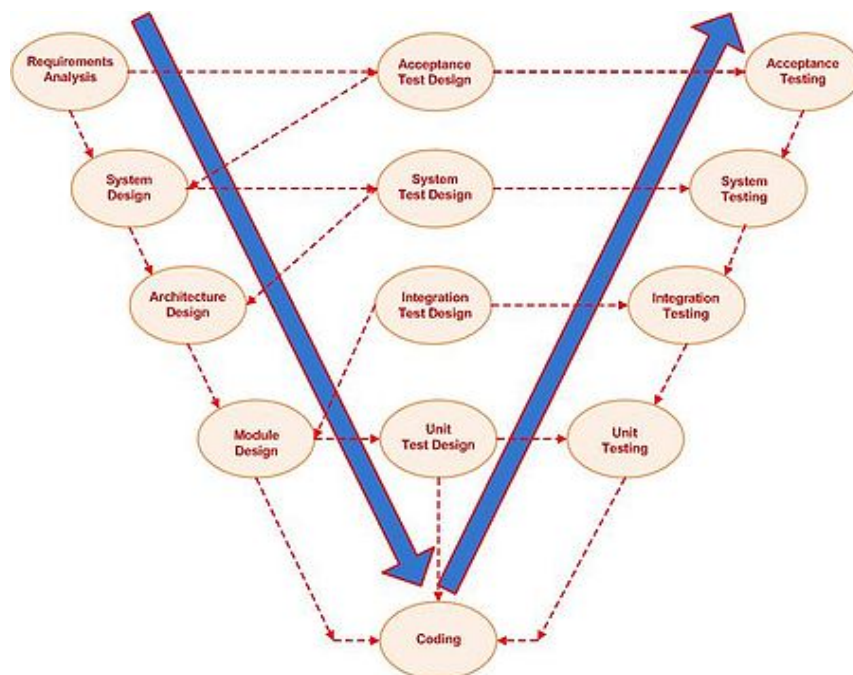 Requirements
Analysis
Acceptance
Test Design
Acceptance
Testing
System
Design
System
Test Design
System
Testing
Architecture
Design
Integration
Test Design
Integration
Testing
Module
Design
Unit
Test Design
Unit
Testing
Coding